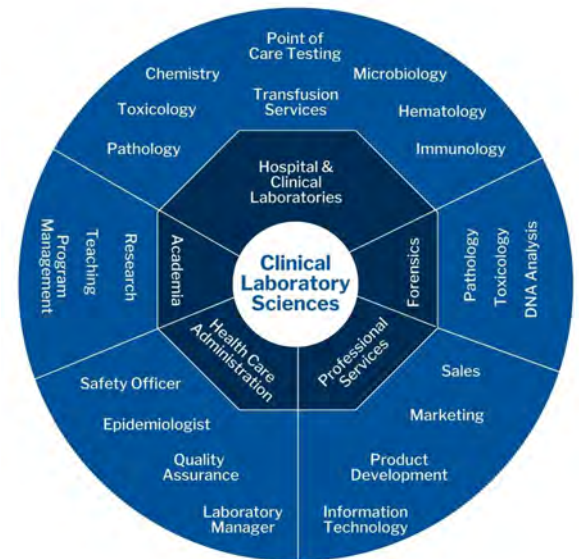 Point of
Care Testing
Chemistry
Microbiology
Toxicology
Transfusion
Services
Hematology
Pathology
Immunology
Hospital &
Clinical
Laboratories
Academia
Research
Teaching
Program
Management
Clinical
Laboratory
Sciences
Forensics
Pathology
Toxicology
DNA Analysis
Health Care
Administration
Professional
Services
Safety Officer
Epidemiologist
Quality
Assurance
Laboratory
Manager
Sales
Marketing
Product
Development
Information
Technology